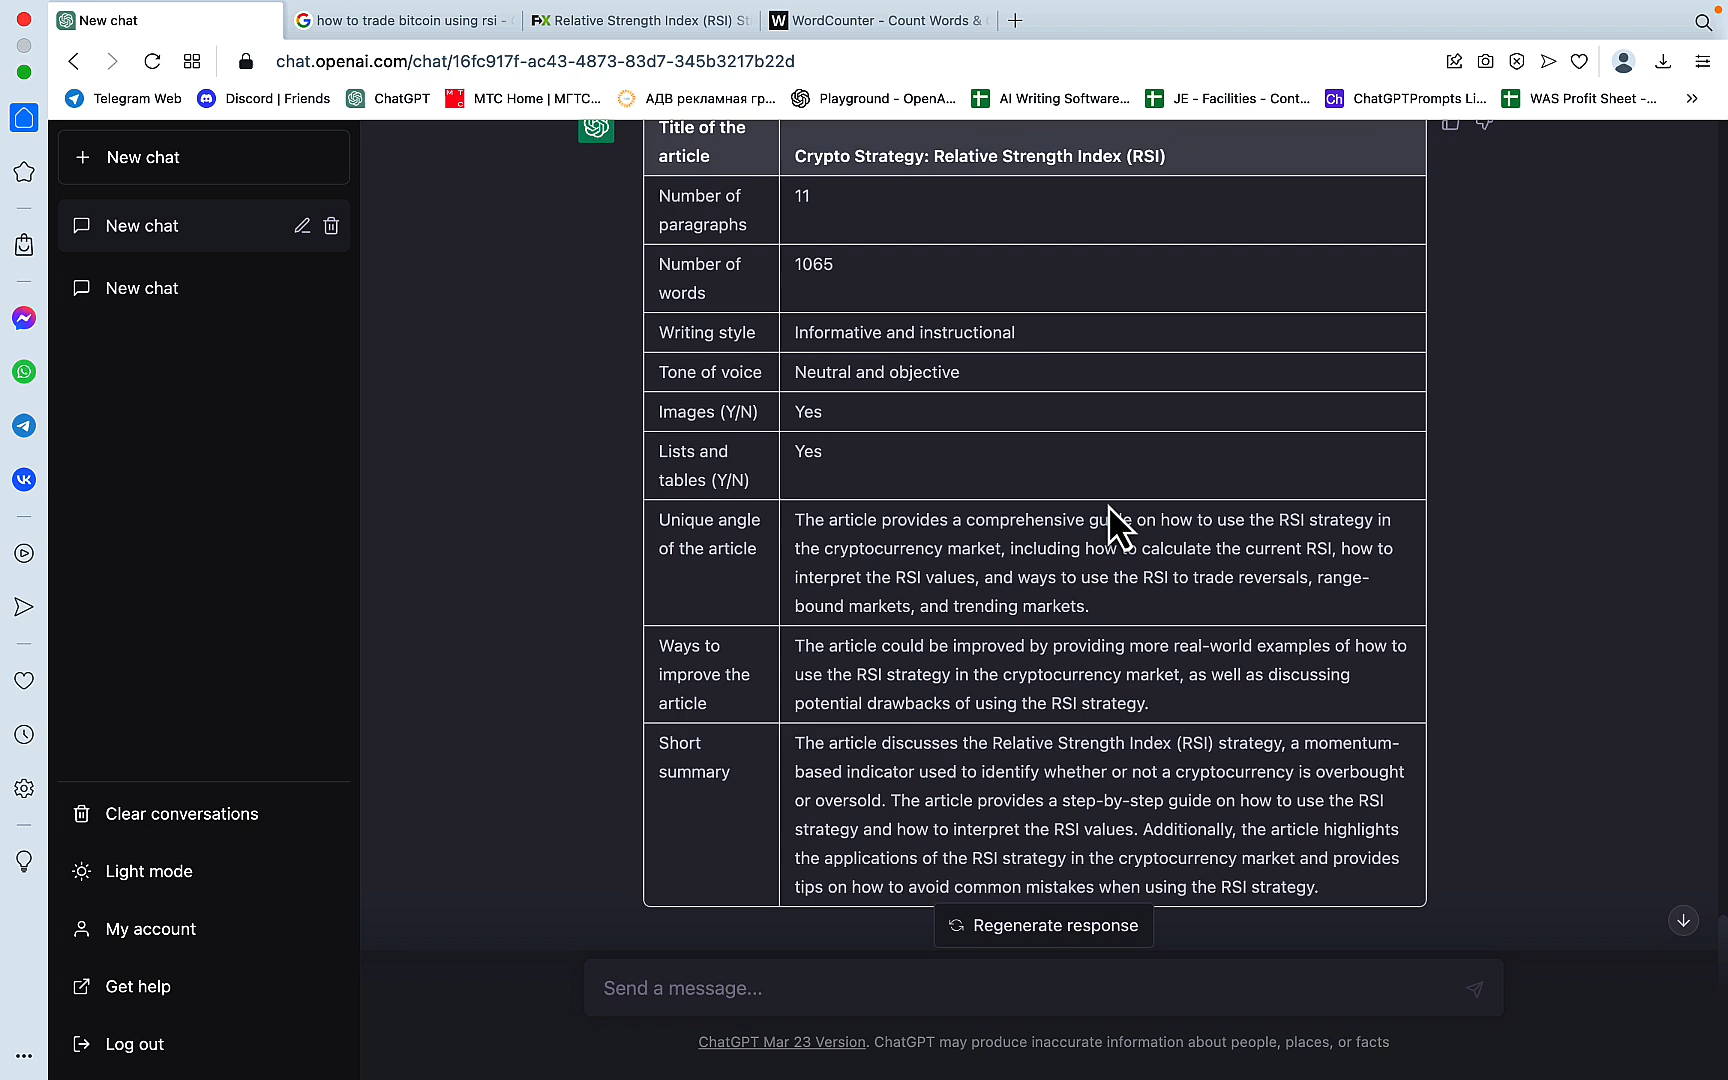 New chat
how to trade bitcoin using rsi -
Relative Strength Index (RSI) St
WordCounter - Count Words &
chat.openai.com/chat/16fc917f-ac43-4873-83d7-345b3217b22d
Telegram Web
Discord | Friends
ChatGPT
МТС Home | МГТС...
АДВ рекламная гр...
Playground - OpenA...
AI Writing Software...
JE - Facilities - Cont...
Ch ChatGPTPrompts Li...
WAS Profit Sheet -...
New chat
New chat
New chat
Clear conversations
Light mode
My account
Get help
Log out
Title of the
article
Crypto Strategy: Relative Strength Index (RSI)
Number of
paragraphs
11
Number of
words
1065
Writing style
Informative and instructional
Tone of voice
Neutral and objective
Images (Y/N)
Yes
Lists and
tables (Y/N)
Yes
Unique angle
of the article
The article provides a comprehensive guide on how to use the RSI strategy in
the cryptocurrency market, including how to calculate the current RSI, how to
interpret the RSI values, and ways to use the RSI to trade reversals, range-
bound markets, and trending markets.
Ways to
improve the
article
The article could be improved by providing more real-world examples of how to
use the RSI strategy in the cryptocurrency market, as well as discussing
potential drawbacks of using the RSI strategy.
Short
summary
The article discusses the Relative Strength Index (RSI) strategy, a momentum-
based indicator used to identify whether or not a cryptocurrency is overbought
or oversold. The article provides a step-by-step guide on how to use the RSI
strategy and how to interpret the RSI values. Additionally, the article highlights
the applications of the RSI strategy in the cryptocurrency market and provides
tips on how to avoid common mistakes when using the RSI strategy.
Regenerate response
Send a message...
ChatGPT Mar 23 Version. ChatGPT may produce inaccurate information about people, places, or facts